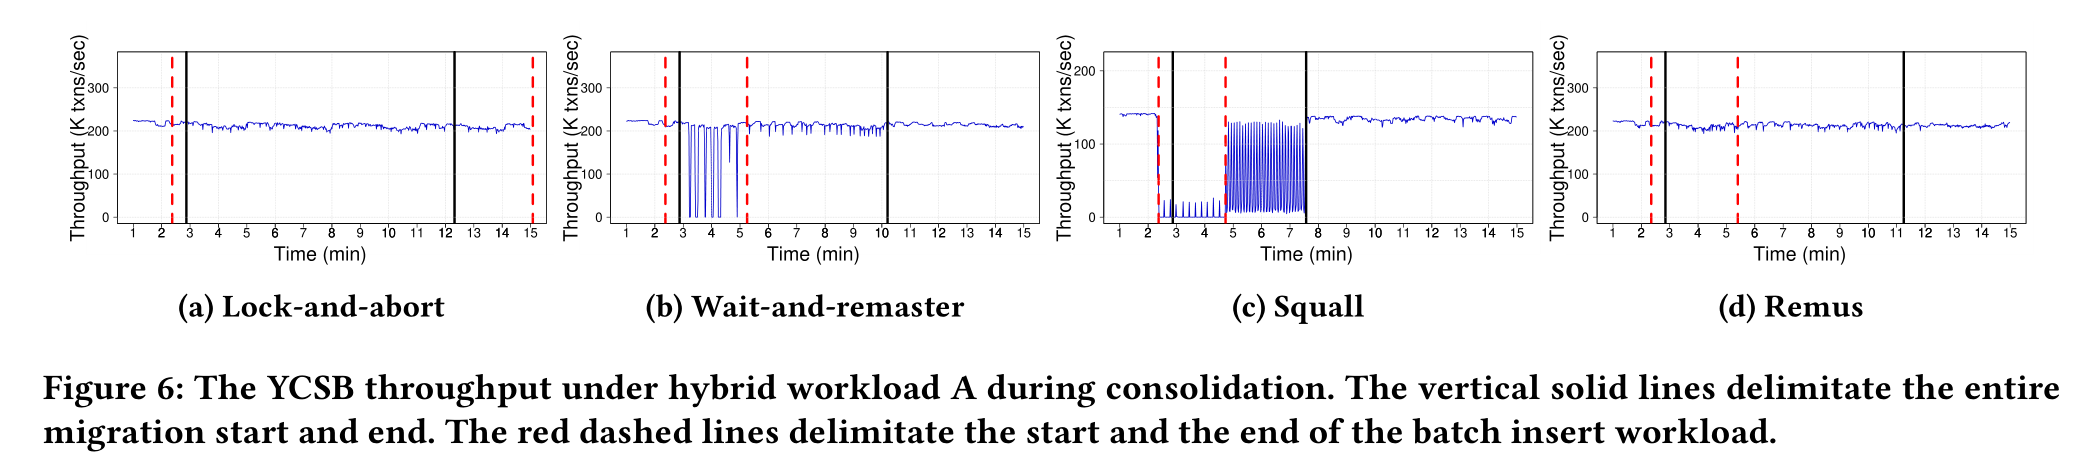 Throughput (K txns/sec)
300
200
100
0
1 2 3 4 5 6 7 8 9 10 11 12 13 14 15
Time (min)
(a) Lock-and-abort
Throughput (K txns/sec)
300
200
100
0
1 2 3 4 5 6 7 8 9 10 11 12 13 14 15
Time (min)
(b) Wait-and-remaster
Throughput (K txns/sec)
200
100
0
1 2 3 4 5 6 7 8 9 10 11 12 13 14 15
Time (min)
(c) Squall
Throughput (K txns/sec)
300
200
100
0
1 2 3 4 5 6 7 8 9 10 11 12 13 14 15
Time (min)
(d) Remus
Figure 6: The YCSB throughput under hybrid workload A during consolidation. The vertical solid lines delimitate the entire
migration start and end. The red dashed lines delimitate the start and the end of the batch insert workload.